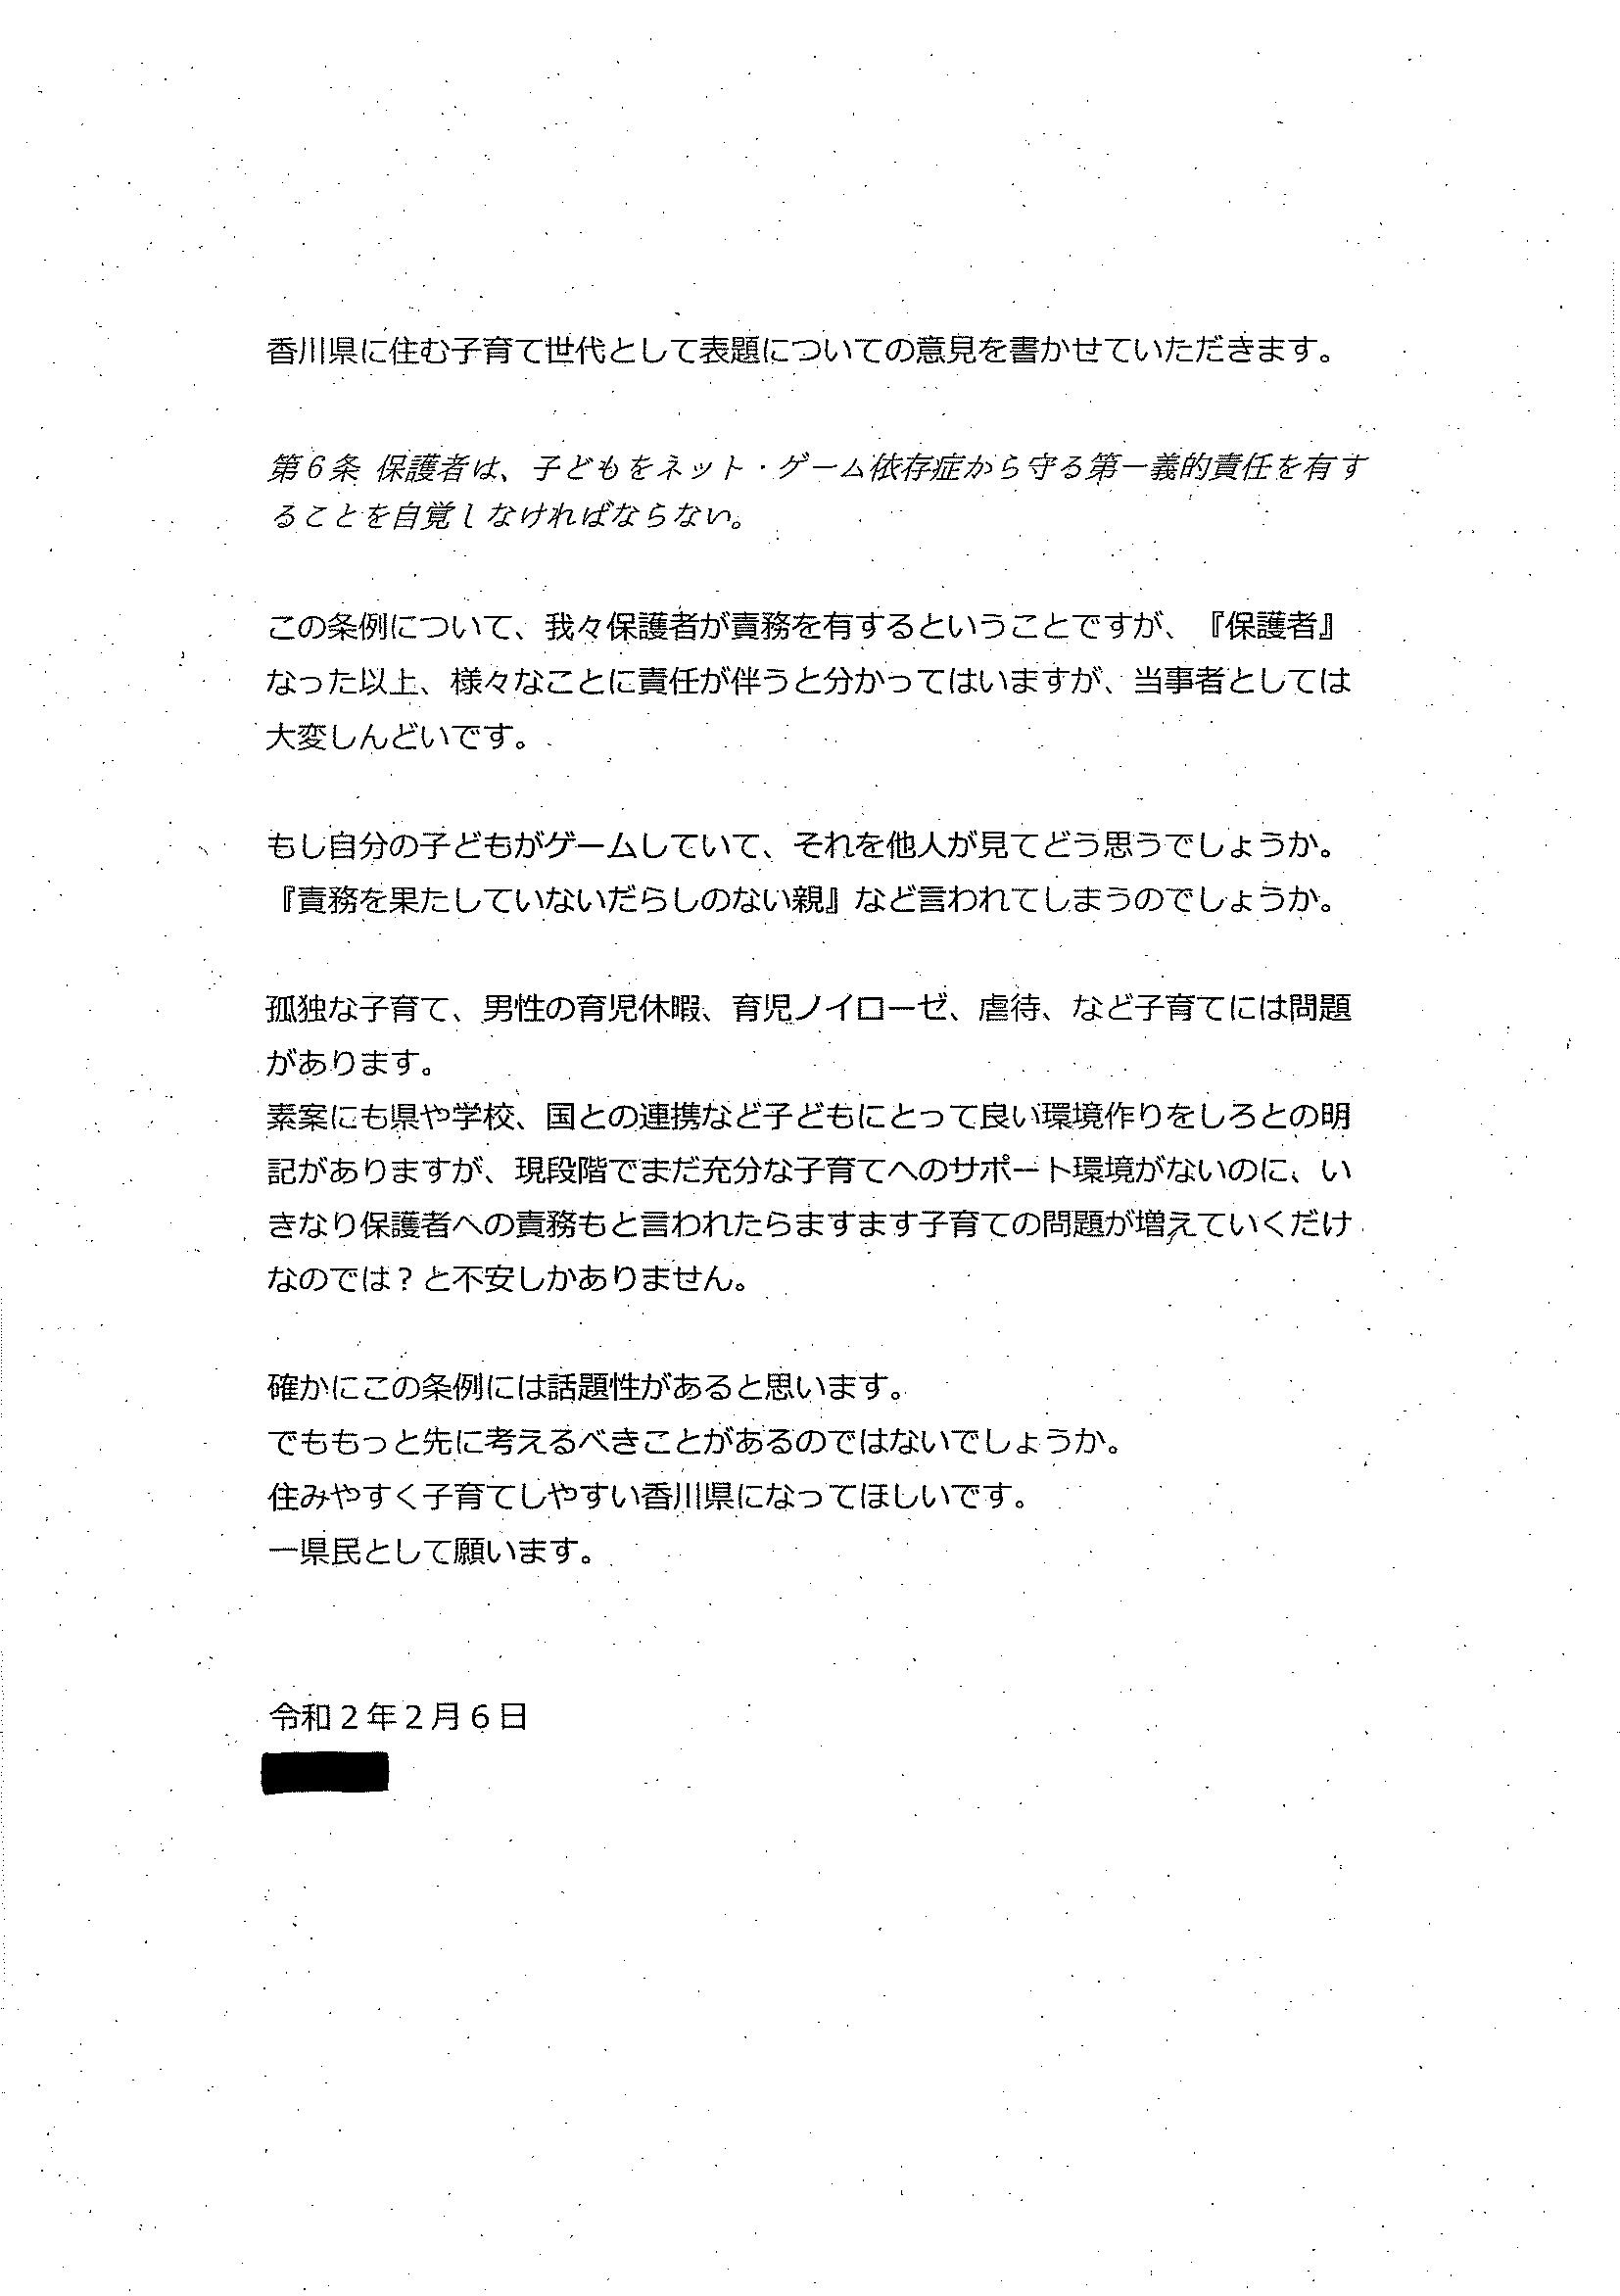 香川県に住む子育て世代として表題についての意見を書かせていただきます。
第６条 保護者は、子どもをネット・ゲーム依存症から守る第一義的責任を有す
ることを自覚しなければならない。
この条例について、我々保護者が責務を有するということですが、『保護者』
なった以上、様々なことに責任が伴うと分かってはいますが、当事者としては
大変しんどいです。
もし自分の子どもがゲームしていて、それを他人が見てどう思うでしょうか。
『責務を果たしていないだらしのない親』など言われてしまうのでしょうか。
孤独な子育て、男性の育児休暇、育児ノイローゼ、虐待、など子育てには問題
があります。
素案にも県や学校、国との連携など子どもにとって良い環境作りをしろとの明
記がありますが、現段階でまだ充分な子育てへのサポート環境がないのに、い
きなり保護者への責務もと言われたらますます子育ての問題が増えていくだけ
なのでは？と不安しかありません。
確かにこの条例には話題性があると思います。
でももっと先に考えるべきことがあるのではないでしょうか。
住みやすく子育てしやすい香川県になってほしいです。
一県民として願います。
令和２年２月６日